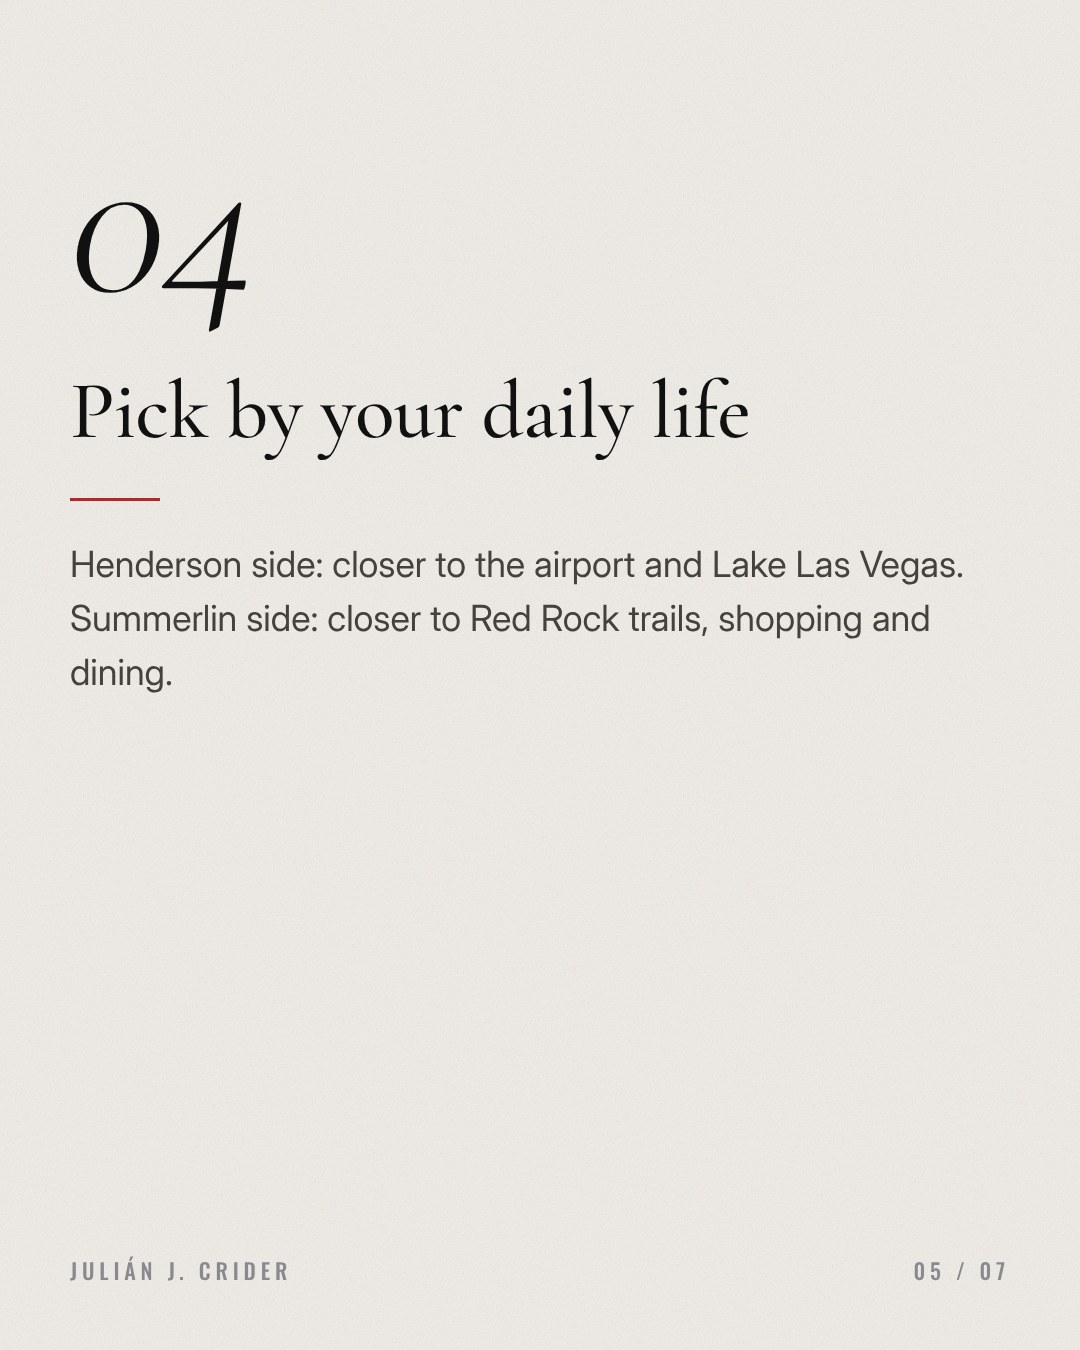 04
Pick by your daily life
Henderson side: closer to the airport and Lake Las Vegas.
Summerlin side: closer to Red Rock trails, shopping and
dining.
JULIÁN J. CRIDER
05 / 07